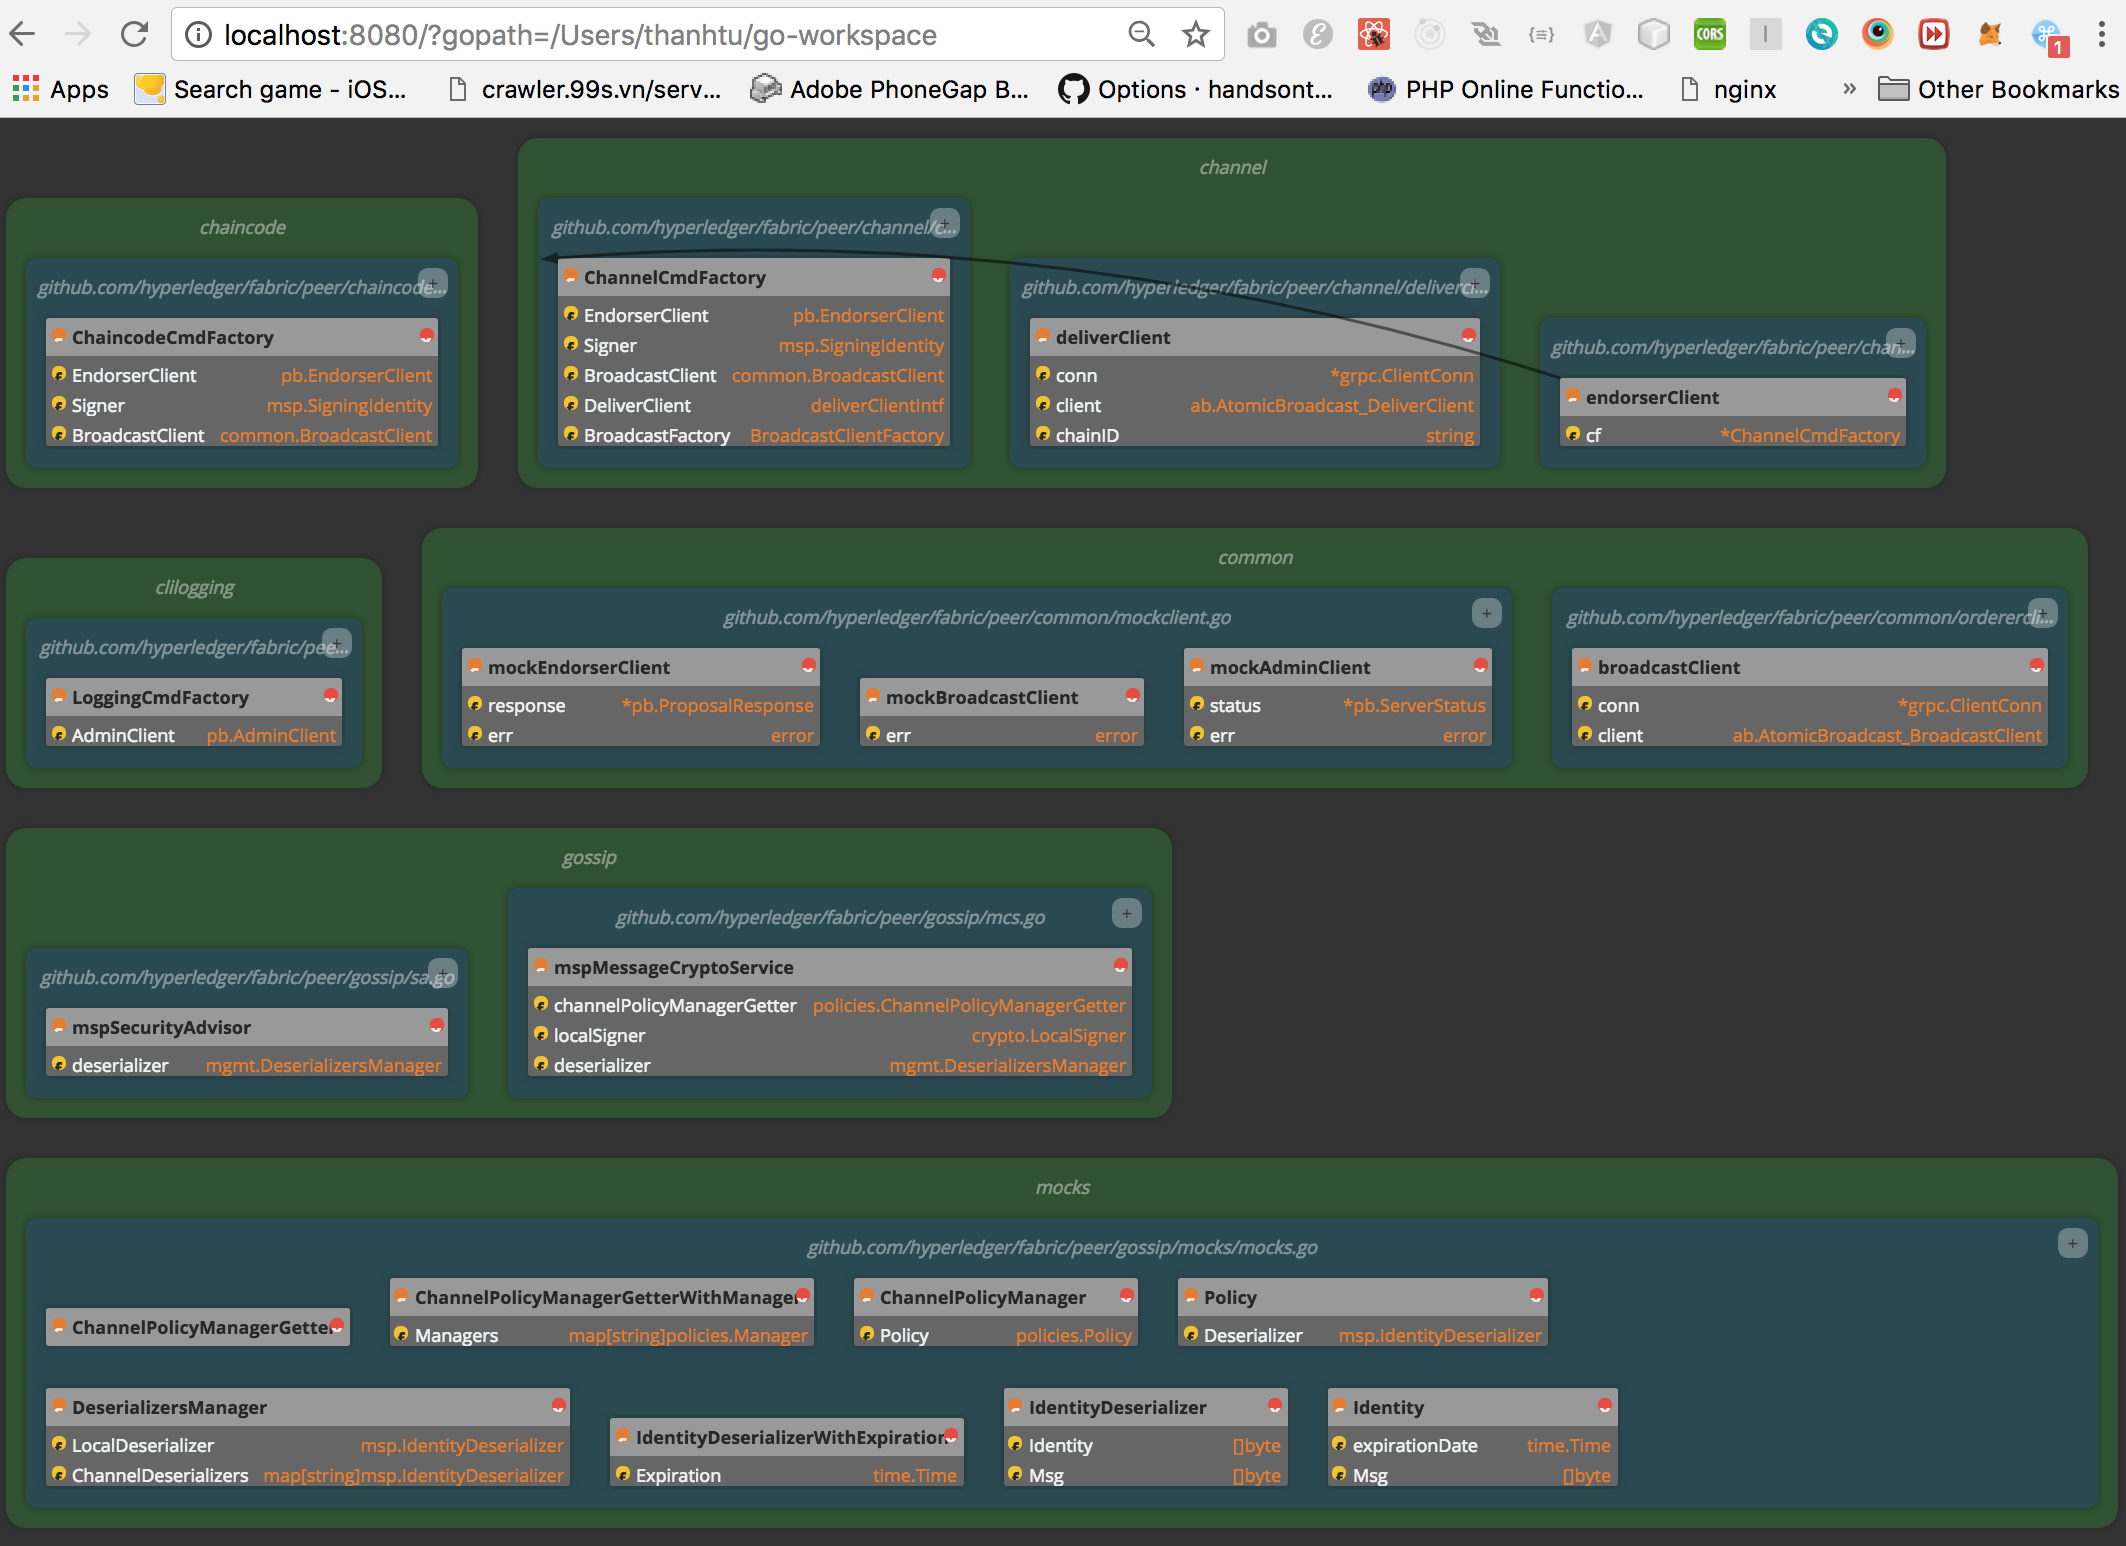 localhost:8080/?gopath=/Users/thanhtu/go-workspace
CORS
1
Apps
Search game - iOS...
crawler.99s.vn/serv...
Adobe PhoneGap B...
Options · handsont...
php
PHP Online Functio...
nginx
»
Other Bookmarks
chaincode
github.com/hyperledger/fabric/peer/chaincode...
+
ChaincodeCmdFactory
EndorserClient pb.EndorserClient
Signer msp.SigningIdentity
BroadcastClient common.BroadcastClient
channel
github.com/hyperledger/fabric/peer/channel/c...
+
ChannelCmdFactory
EndorserClient pb.EndorserClient
Signer msp.SigningIdentity
BroadcastClient common.BroadcastClient
DeliverClient deliverClientIntf
BroadcastFactory BroadcastClientFactory
github.com/hyperledger/fabric/peer/channel/delivercl...
+
deliverClient
conn *grpc.ClientConn
client ab.AtomicBroadcast_DeliverClient
chainID string
github.com/hyperledger/fabric/peer/chan...
+
endorserClient
cf *ChannelCmdFactory
clilogging
github.com/hyperledger/fabric/pee...
+
LoggingCmdFactory
AdminClient pb.AdminClient
common
github.com/hyperledger/fabric/peer/common/mockclient.go
+
mockEndorserClient
response *pb.ProposalResponse
err error
mockBroadcastClient
err error
mockAdminClient
status *pb.ServerStatus
err error
github.com/hyperledger/fabric/peer/common/orderercli...
+
broadcastClient
conn *grpc.ClientConn
client ab.AtomicBroadcast_BroadcastClient
gossip
github.com/hyperledger/fabric/peer/gossip/sa.go
+
mspSecurityAdvisor
deserializer mgmt.DeserializersManager
github.com/hyperledger/fabric/peer/gossip/mcs.go
+
mspMessageCryptoService
channelPolicyManagerGetter policies.ChannelPolicyManagerGetter
localSigner crypto.LocalSigner
deserializer mgmt.DeserializersManager
mocks
github.com/hyperledger/fabric/peer/gossip/mocks/mocks.go
+
ChannelPolicyManagerGetter
ChannelPolicyManagerGetterWithManager
Managers map[string]policies.Manager
ChannelPolicyManager
Policy policies.Policy
Policy
Deserializer msp.IdentityDeserializer
DeserializersManager
LocalDeserializer msp.IdentityDeserializer
ChannelDeserializers map[string]msp.IdentityDeserializer
IdentityDeserializerWithExpiration
Expiration time.Time
IdentityDeserializer
Identity []byte
Msg []byte
Identity
expirationDate time.Time
Msg []byte